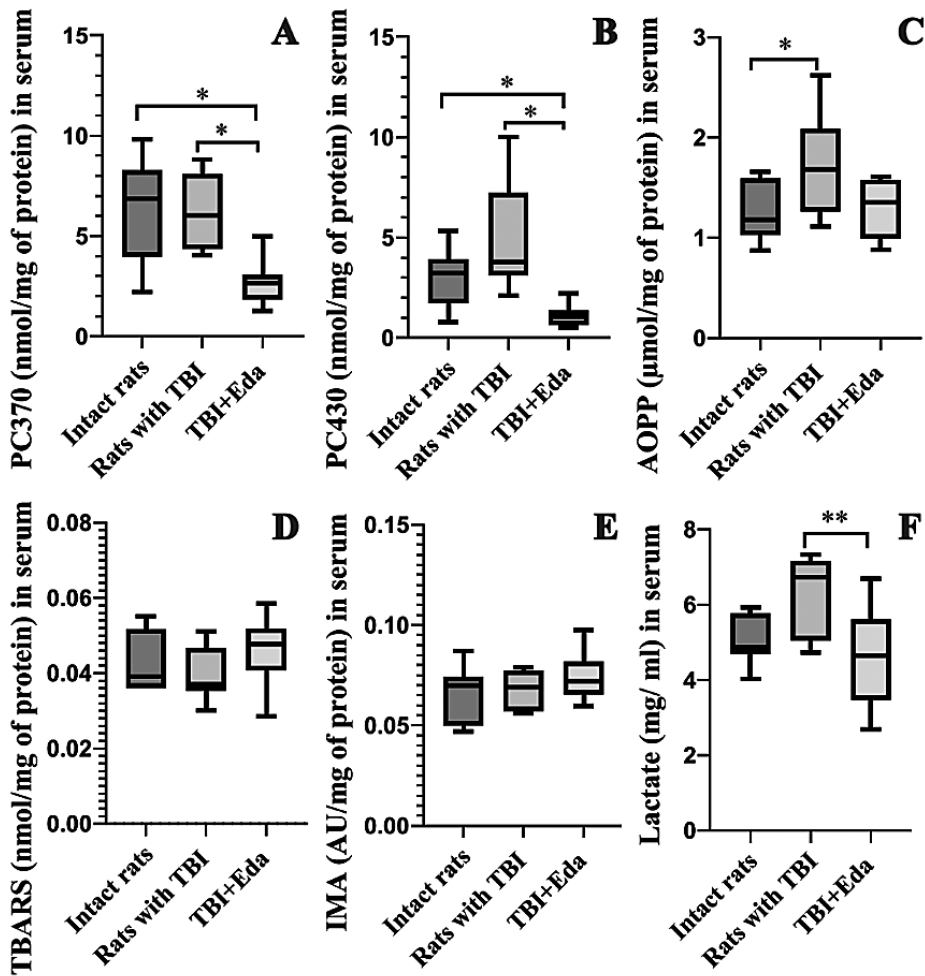 A
PC370 (nmol/mg of protein) in serum
15
10
5
0
*
*
Intact rats
Rats with TBI
TBI+Eda
B
PC430 (nmol/mg of protein) in serum
15
10
5
0
*
*
Intact rats
Rats with TBI
TBI+Eda
C
AOPP (µmol/mg of protein) in serum
3
2
1
0
*
Intact rats
Rats with TBI
TBI+Eda
D
TBARS (nmol/mg of protein) in serum
0.08
0.06
0.04
0.02
0.00
Intact rats
Rats with TBI
TBI+Eda
E
IMA (AU/mg of protein) in serum
0.15
0.10
0.05
0.00
Intact rats
Rats with TBI
TBI+Eda
F
Lactate (mg/ ml) in serum
8
6
4
2
0
**
Intact rats
Rats with TBI
TBI+Eda